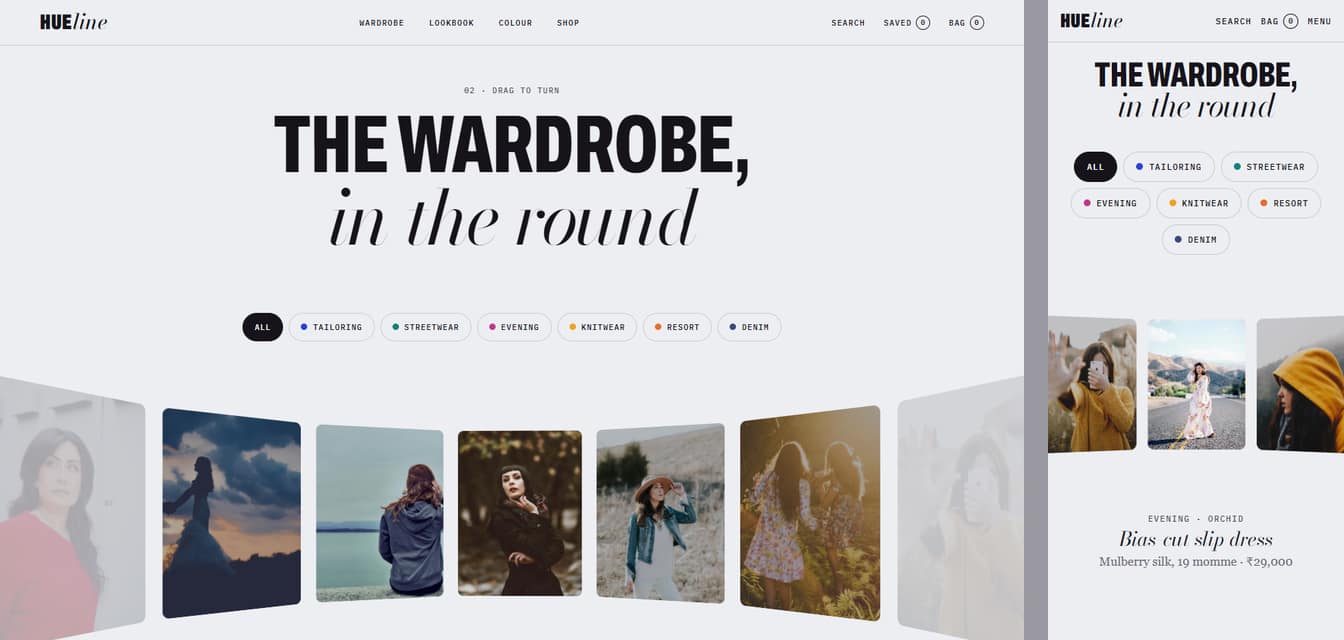 HUEline
WARDROBE LOOKBOOK COLOUR SHOP
SEARCH SAVED 0 BAG 0
02 · DRAG TO TURN
THE WARDROBE,
in the round
ALL TAILORING STREETWEAR EVENING KNITWEAR RESORT DENIM
HUEline
SEARCH BAG 0 MENU
THE WARDROBE,
in the round
ALL TAILORING STREETWEAR
EVENING KNITWEAR RESORT
DENIM
EVENING · ORCHID
Bias-cut slip dress
Mulberry silk, 19 momme · ₹29,000